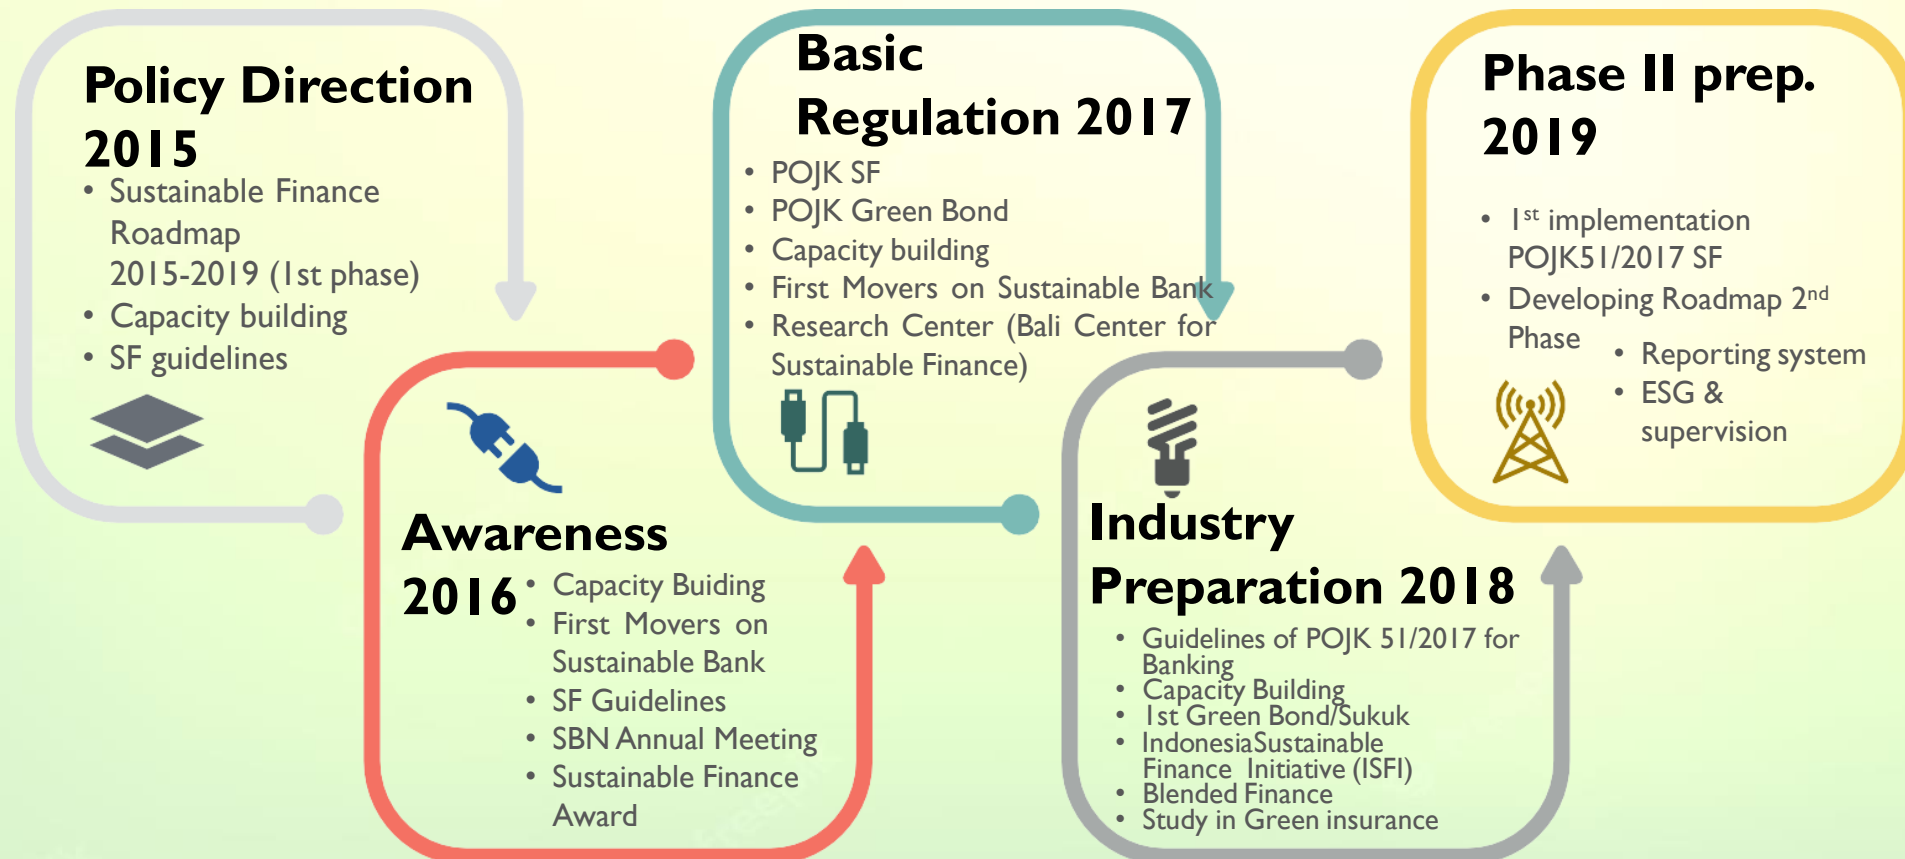 Policy Direction
2015
• Sustainable Finance
Roadmap
2015-2019 (1st phase)
• Capacity building
• SF guidelines
Awareness
2016
• Capacity Buiding
• First Movers on
Sustainable Bank
• SF Guidelines
• SBN Annual Meeting
• Sustainable Finance
Award
Basic
Regulation 2017
• POJK SF
• POJK Green Bond
• Capacity building
• First Movers on Sustainable Bank
• Research Center (Bali Center for
Sustainable Finance)
Industry
Preparation 2018
• Guidelines of POJK 51/2017 for
Banking
• Capacity Building
• 1st Green Bond/Sukuk
• IndonesiaSustainable
Finance Initiative (ISFI)
• Blended Finance
• Study in Green insurance
Phase II prep.
2019
• 1st implementation
POJK51/2017 SF
• Developing Roadmap 2nd
Phase
• Reporting system
• ESG &
supervision